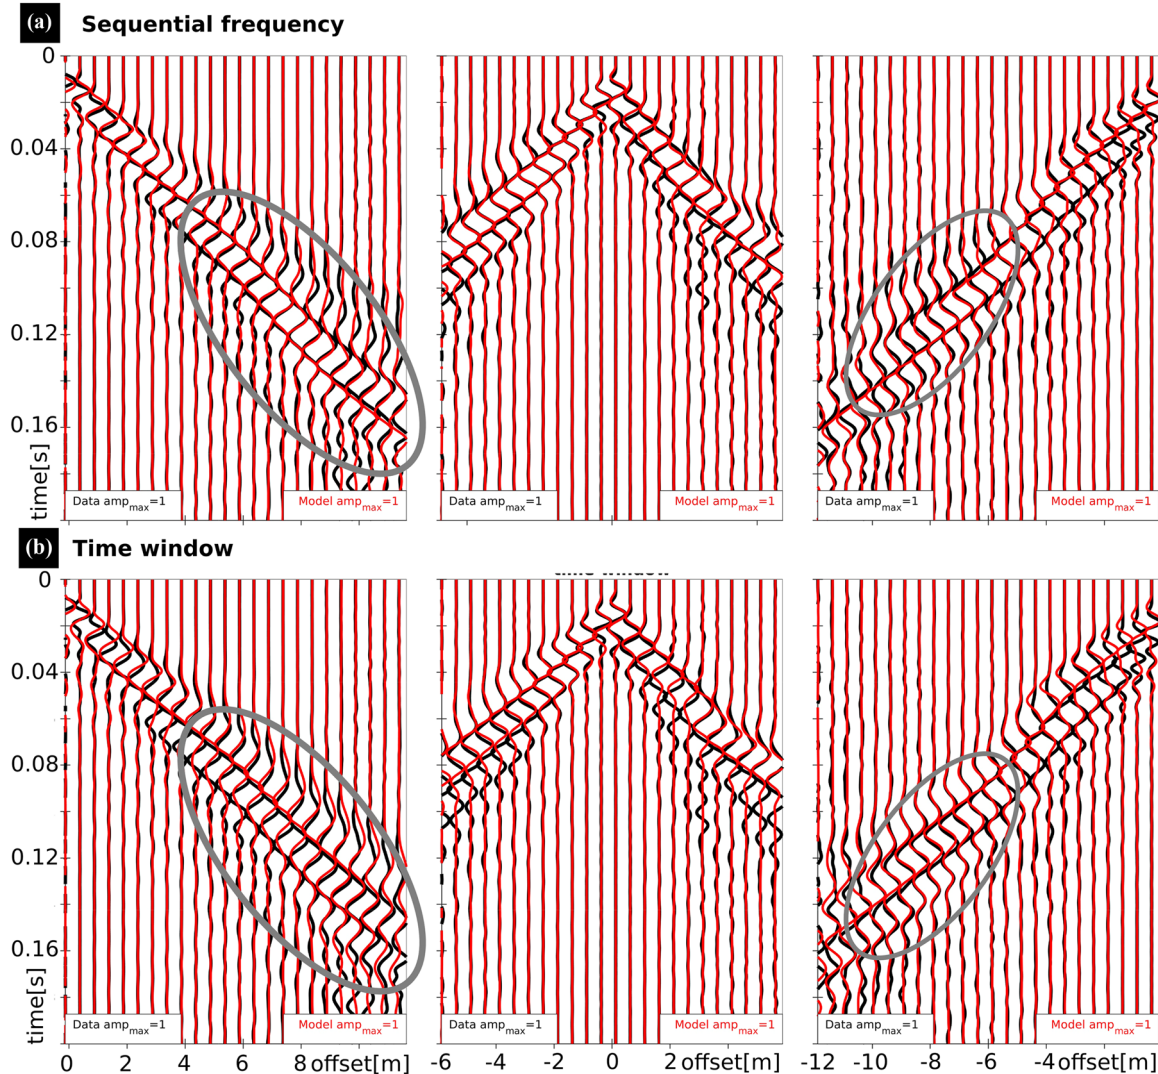 (a) Sequential frequency
0
0.04
0.08
0.12
0.16
time[s]
Data ampmax=1 Model ampmax=1 Data ampmax=1 Model ampmax=1 Data ampmax=1 Model ampmax=1
(b) Time window
time window
0
0.04
0.08
0.12
0.16
time[s]
Data ampmax=1 Model ampmax=1 Data ampmax=1 Model ampmax=1 Data ampmax=1 Model ampmax=1
0 2 4 6 8 offset[m] -6 -4 -2 0 2 offset[m] -12 -10 -8 -6 -4 offset[m]